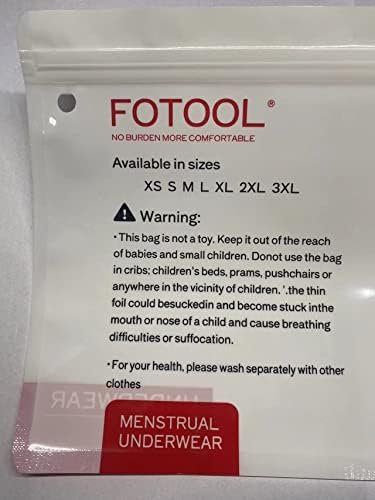 FOTOOL®
NO BURDEN MORE COMFORTABLE
Available in sizes
XS S M L XL 2XL 3XL
Warning:
·This bag is not a toy. Keep it out of the reach
of babies and small children. Donot use the bag
in cribs; children's beds, prams, pushchairs or
anywhere in the vicinity of children. '.the thin
foil could besuckedin and become stuck inthe
mouth or nose of a child and cause breathing
difficulties or suffocation.
·For your health, please wash separately with other
clothes
UNDERWEAR
MENSTRUAL
UNDERWEAR